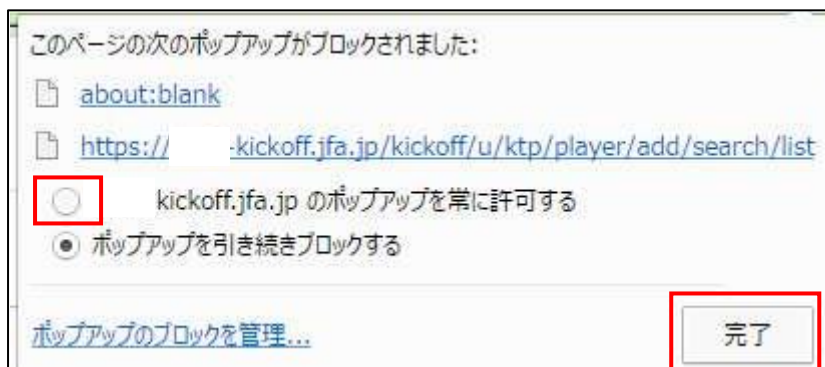 このページの次のポップアップがブロックされました:
about:blank
https:// -kickoff.jfa.jp/kickoff/u/ktp/player/add/search/list
kickoff.jfa.jp のポップアップを常に許可する
ポップアップを引き続きブロックする
ポップアップのブロックを管理...
完了